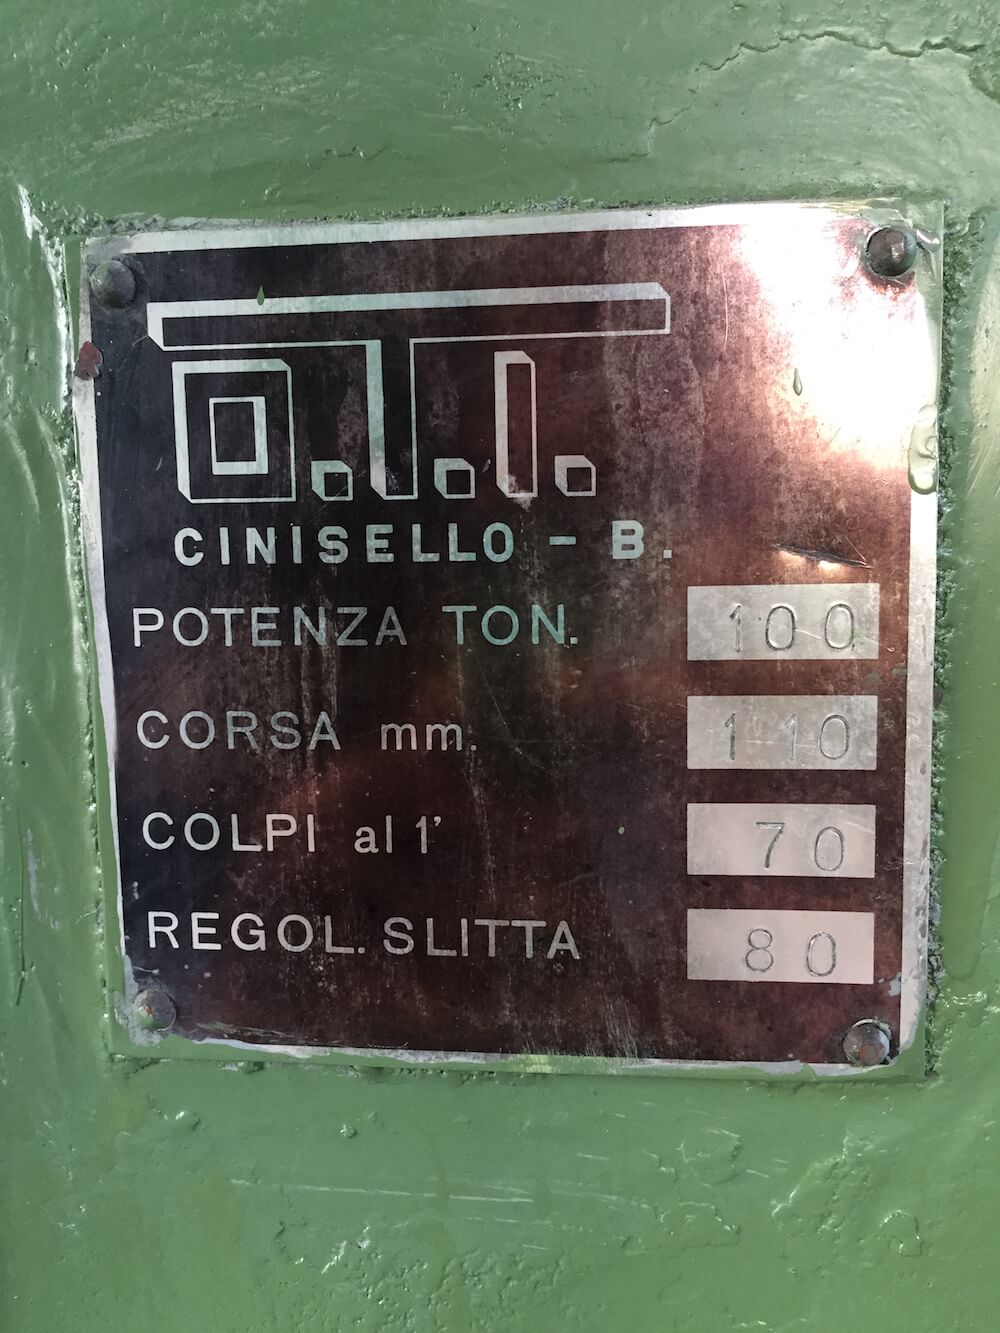 O.T.I.
CINISELLO - B.
POTENZA TON. 100
CORSA mm. 110
COLPI al 1' 70
REGOL. SLITTA 80